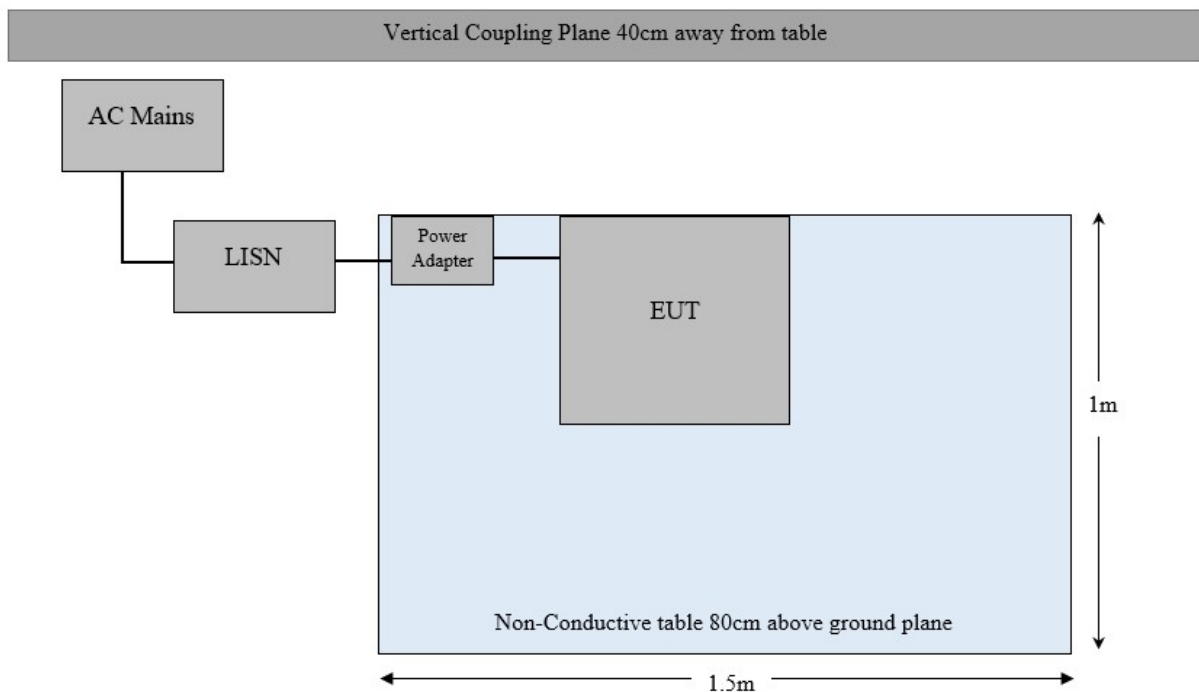 Vertical Coupling Plane 40cm away from table
AC Mains
LISN
Power
Adapter
EUT
1m
Non-Conductive table 80cm above ground plane
1.5m